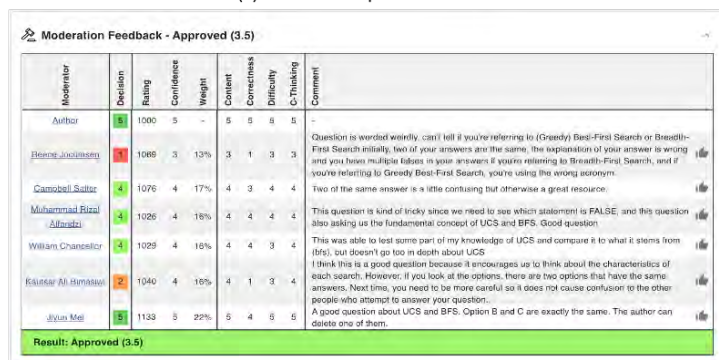 Moderation Feedback - Approved (3.5)
Moderator Decision Rating Confidence Weight Content Correctness Difficulty C-Thinking Comment
Author 5 1000 5 - 5 5 5 5 -
Question is worded weirdly, can't tell if you're referring to (Greedy) Best-First Search or Breadth-
First Search initially, two of your answers are the same, the explanation of your answer is wrong
1 1069 3 13% 3 1 3 3 and you have multiple falses in your answers if you're referring to Breadth-First Search, and if
you're referring to Greedy Best-First Search, you're using the wrong acronym.
Campbell 4 1076 4 17% 4 3 4 4 Two of the same answer is a little confusing but otherwise a great resource.
Muhammad Rizal 4 1026 4 16% 4 4 4 4 This question is kind of tricky since we need to see which statement is FALSE, and this question
also asking us the fundamental concept of UCS and BFS. Good question
William Chancellor 4 1029 4 16% 4 4 3 4 This was able to test some part of my knowledge of UCS and compare it to what it stems from
(bfs), but doesn't go too in depth about UCS
I think this is a good question because it encourages us to think about the characteristics of
Ali 2 1040 4 16% 4 1 3 4 each search. However, if you look at the options, there are two options that have the same
answers. Next time, you need to be more careful so it does not cause confusion to the other
people who attempt to answer your question.
Jiyun Mei 5 1133 5 22% 5 4 5 5 A good question about UCS and BFS. Option B and C are exactly the same. The author can
delete one of them.
Result: Approved (3.5)